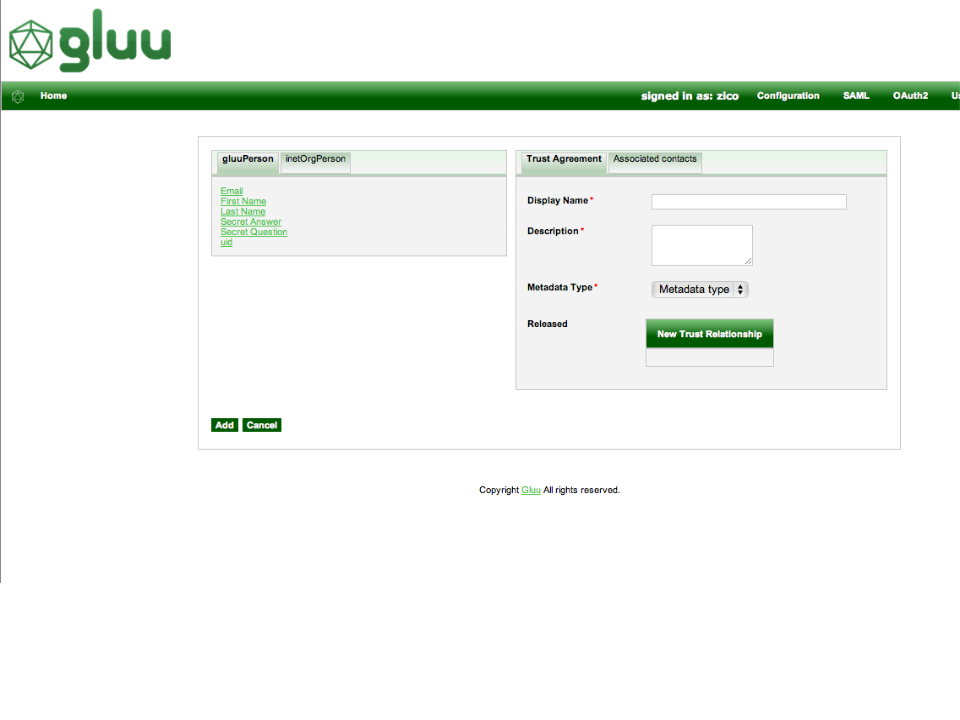 gluu
Home signed in as: zico Configuration SAML OAuth2
gluuPerson inetOrgPerson
Email
First Name
Last Name
Secret Answer
Secret Question
uid
Trust Agreement Associated contacts
Display Name*
Description*
Metadata Type* Metadata type
Released New Trust Relationship
Add Cancel
Copyright Gluu All rights reserved.